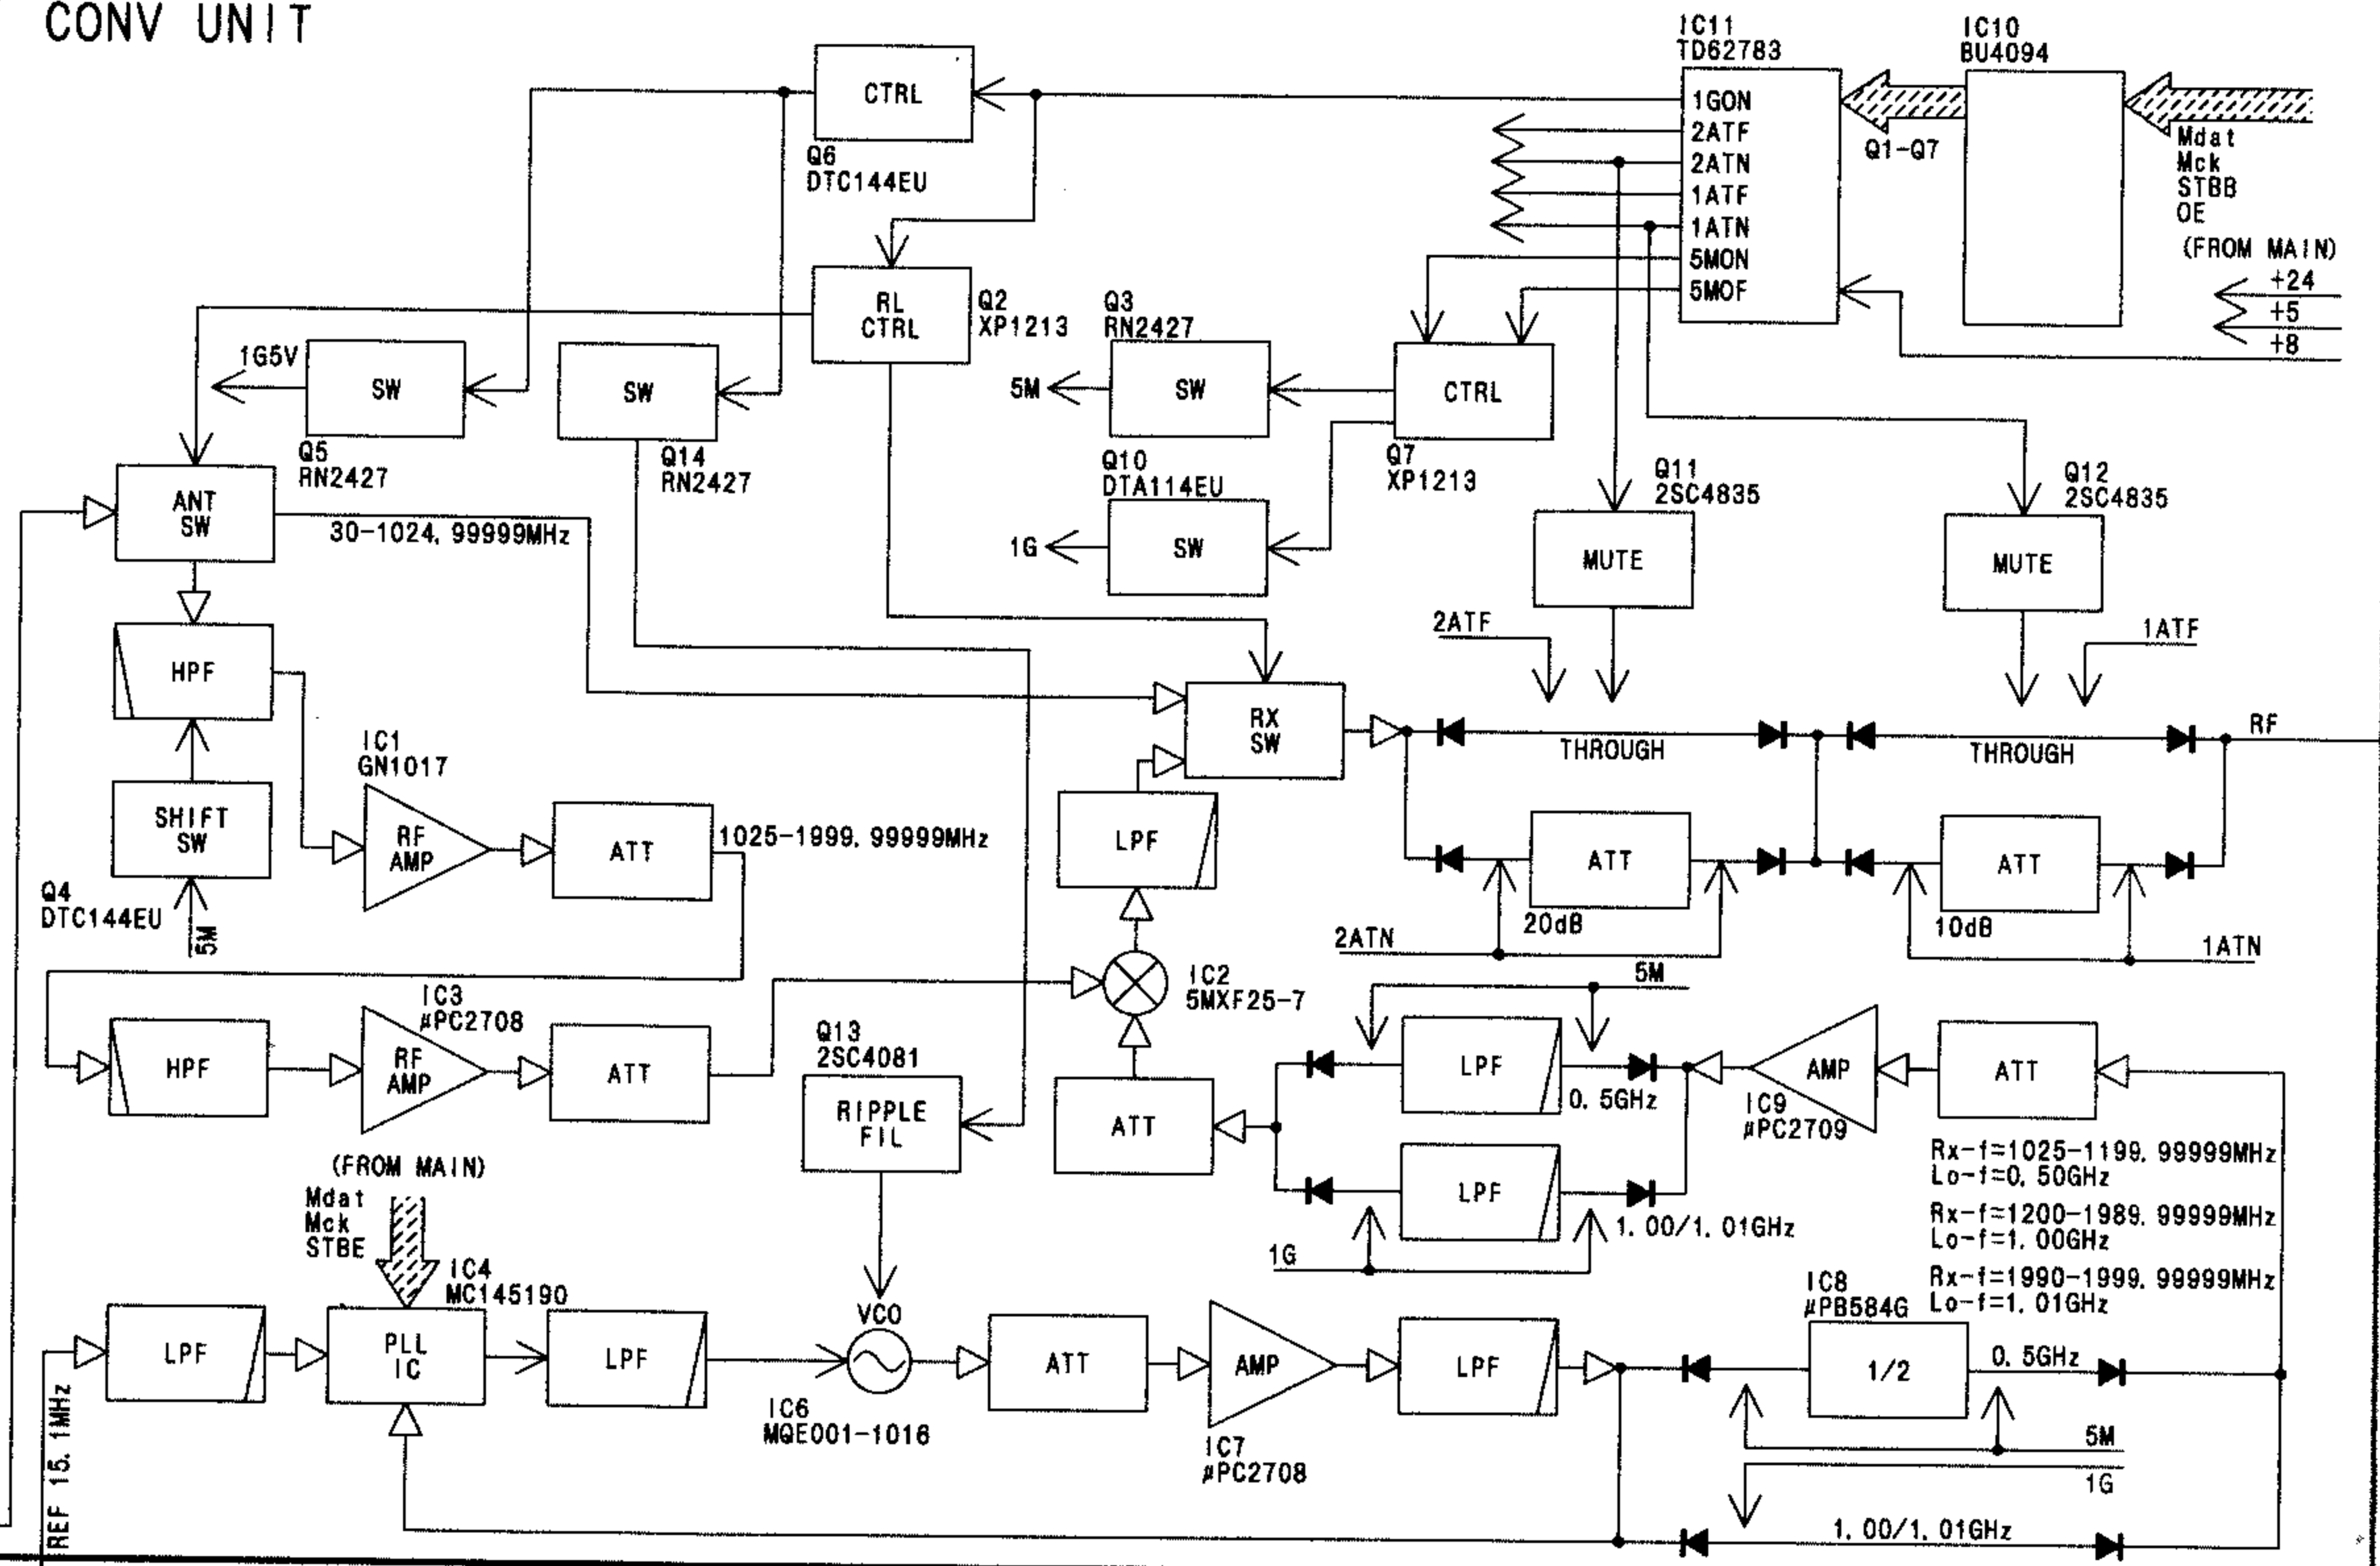 CONV UNIT
IC11
TD62783
IC10
BU4094
CTRL
Q6
DTC144EU
1GON
2ATF
2ATN
1ATF
1ATN
5MON
5MOF
Q1-Q7
Mdat
Mck
STBB
OE
(FROM MAIN)
+24
+5
+8
RL
CTRL
Q2
XP1213
Q3
RN2427
1G5V
SW
SW
5M
SW
CTRL
Q5
RN2427
Q14
RN2427
Q10
DTA114EU
Q7
XP1213
Q11
2SC4835
Q12
2SC4835
ANT
SW
30-1024.99999MHz
1G
SW
MUTE
MUTE
2ATF
1ATF
HPF
RX
SW
THROUGH
THROUGH
RF
IC1
GN1017
SHIFT
SW
RF
AMP
ATT
1025-1999.99999MHz
LPF
ATT
ATT
Q4
DTC144EU
5M
20dB
10dB
2ATN
1ATN
IC2
5MXF25-7
5M
IC3
µPC2708
HPF
RF
AMP
ATT
Q13
2SC4081
RIPPLE
FIL
ATT
LPF
0.5GHz
AMP
IC9
µPC2709
ATT
LPF
1.00/1.01GHz
1G
Rx-f=1025-1199.99999MHz
Lo-f=0.50GHz
Rx-f=1200-1989.99999MHz
Lo-f=1.00GHz
Rx-f=1990-1999.99999MHz
Lo-f=1.01GHz
(FROM MAIN)
Mdat
Mck
STBE
IC4
MC145190
LPF
PLL
IC
LPF
VCO
IC6
MQE001-1016
ATT
AMP
IC7
µPC2708
LPF
IC8
µPB584G
1/2
0.5GHz
5M
1G
1.00/1.01GHz
REF 15.1MHz